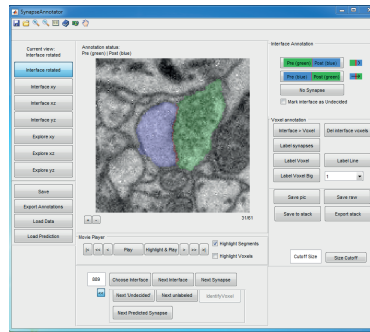 SynapseAnnotator
Current view:
Interface rotated
Interface rotated
Interface xy
Interface xz
Interface yz
Explore xy
Explore xz
Explore yz
Save
Export Annotations
Load Data
Load Prediction
Annotation status:
Pre (green) | Post (blue)
+
-
31/61
Movie Player
|<
<<
<
Play
Highlight & Play
>
>>
>|
Highlight Segments
Highlight Voxels
809
Choose Interface
Next Interface
Next Synapse
Next 'Undecided'
Next unlabeled
Identify Voxel
Next Predicted Synapse
Interface Annotation
Pre (green) Post (blue)
Pre (blue) Post (green)
No Synapse
Mark Interface as Undecided
Voxel annotation
Interface + Voxel
Del interface voxels
Label synapses
Label Voxel
Label Line
Label Voxel Big
1
Save pic
Save raw
Save to stack
Export stack
Cutoff Size
Size Cutoff